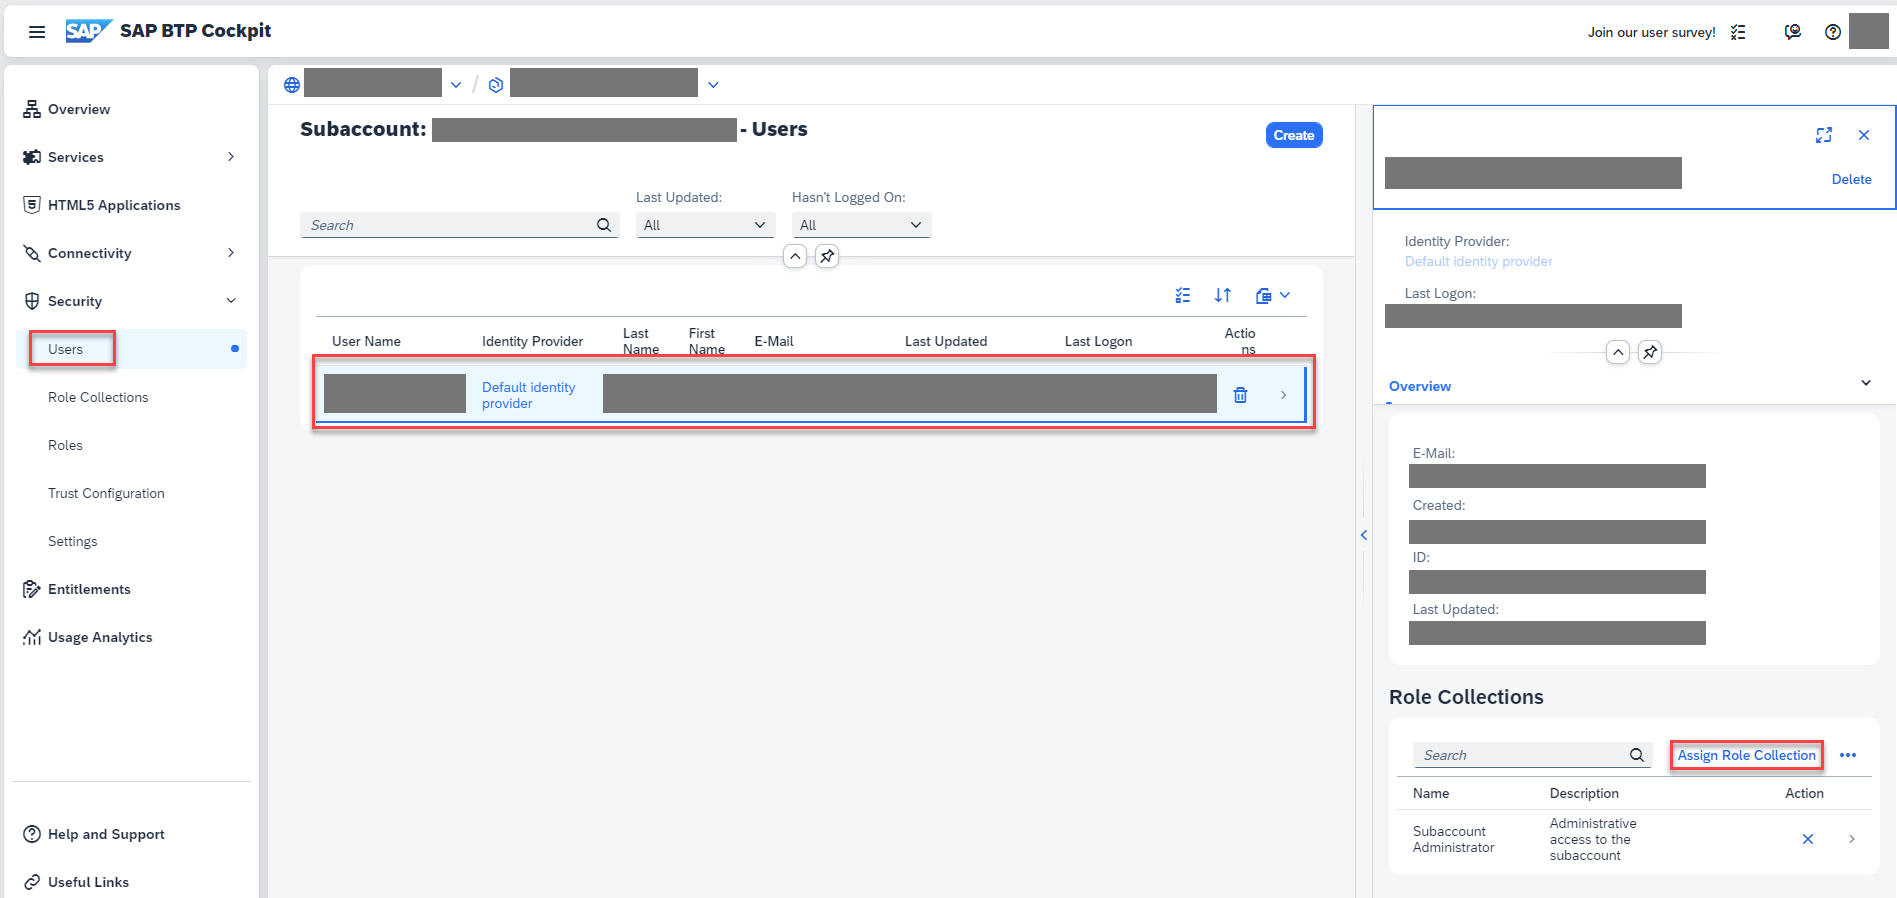 SAP SAP BTP Cockpit
Join our user survey!
Overview
Services
HTML5 Applications
Connectivity
Security
Users
Role Collections
Roles
Trust Configuration
Settings
Entitlements
Usage Analytics
Help and Support
Useful Links
/
Subaccount: - Users
Create
Search
Last Updated:
All
Hasn't Logged On:
All
User Name
Identity Provider
Last
Name
First
Name
E-Mail
Last Updated
Last Logon
Actio
ns
Default identity
provider
Delete
Identity Provider:
Default identity provider
Last Logon:
Overview
E-Mail:
Created:
ID:
Last Updated:
Role Collections
Search
Assign Role Collection
Name
Description
Action
Subaccount
Administrator
Administrative
access to the
subaccount